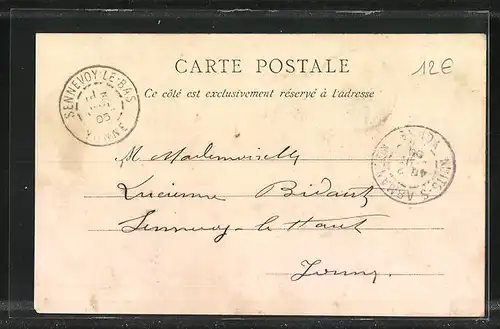 CARTE POSTALE
12€
Ce côté est exclusivement réservé à l'adresse
SENNEVOY-LE-BAS
05
YONNE
Mademoiselle
Lucienne Bidaut
Sennevoy-le Haut
Yonne